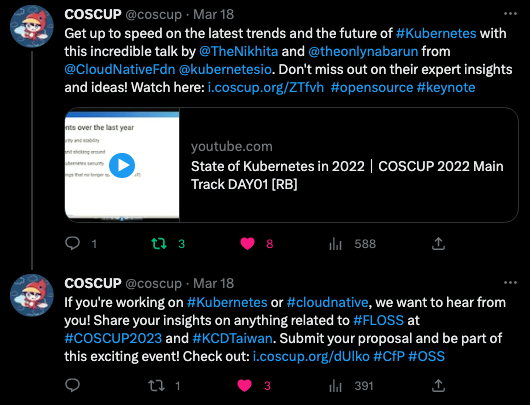 COSCUP @coscup · Mar 18
Get up to speed on the latest trends and the future of #Kubernetes with
this incredible talk by @TheNikhita and @theonlynabarun from
@CloudNativeFdn @kubernetesio. Don't miss out on their expert insights
and ideas! Watch here: i.coscup.org/ZTfvh #opensource #keynote
nts over the last year
and sticking around
kubernetes security
youtube.com
State of Kubernetes in 2022｜COSCUP 2022 Main
Track DAY01 [RB]
1 3 8 588
COSCUP @coscup · Mar 18
If you're working on #Kubernetes or #cloudnative, we want to hear from
you! Share your insights on anything related to #FLOSS at
#COSCUP2023 and #KCDTaiwan. Submit your proposal and be part of
this exciting event! Check out: i.coscup.org/dUlko #CfP #OSS
1 3 391